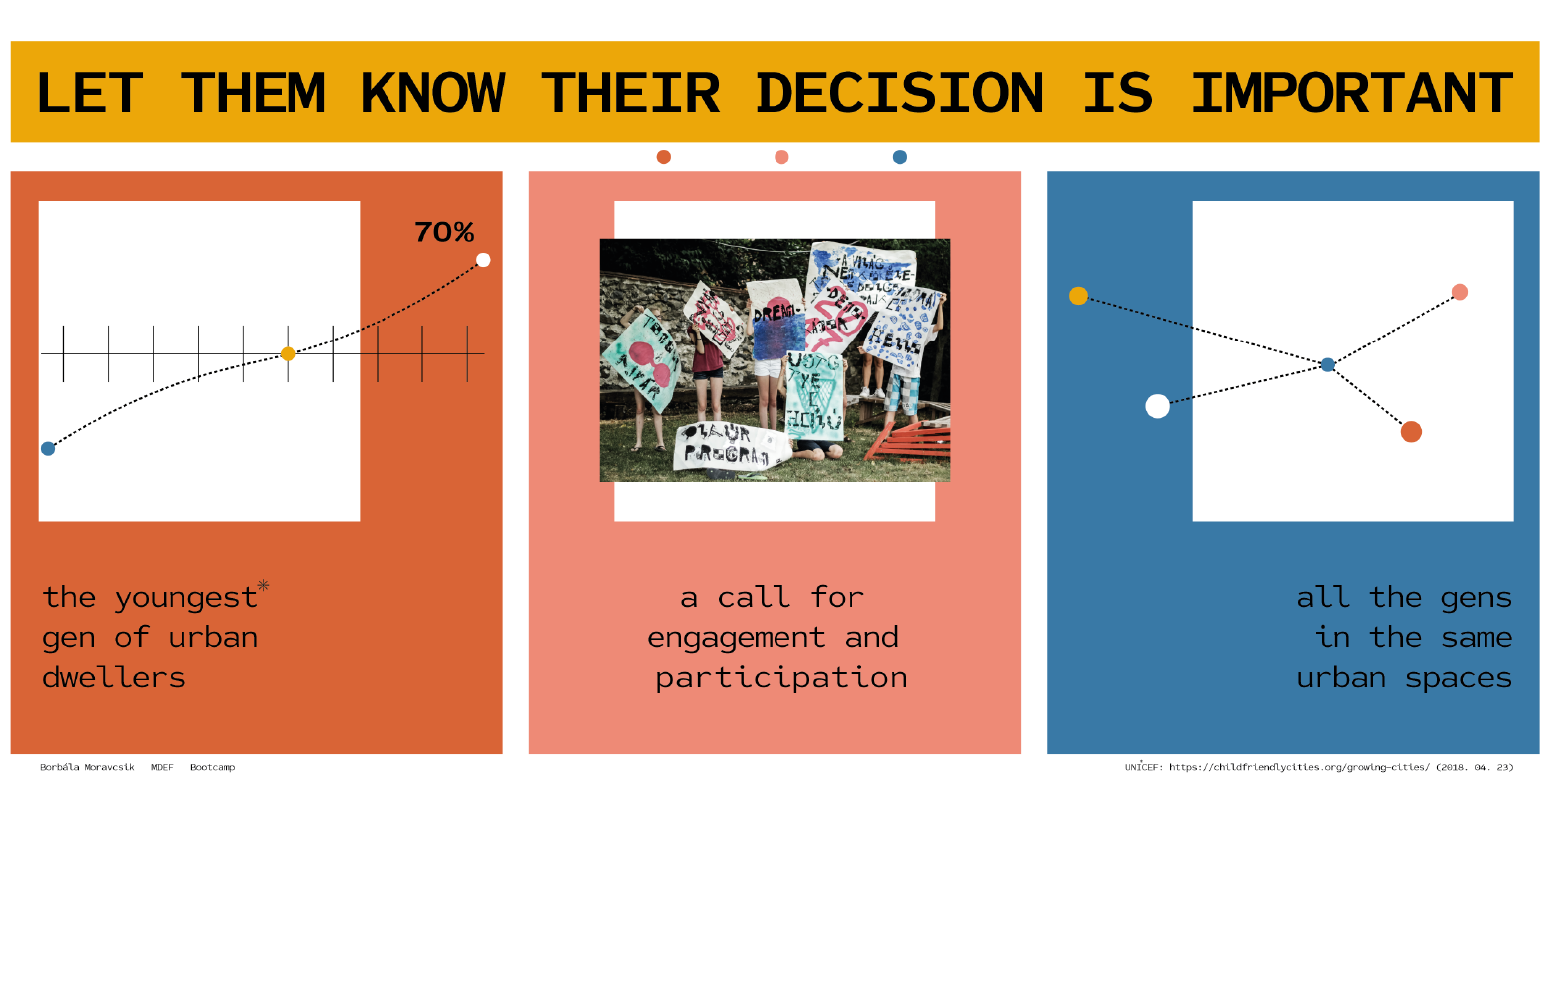 LET THEM KNOW THEIR DECISION IS IMPORTANT
70%
DREAM
PROGRAM
the youngest*
gen of urban
dwellers
a call for
engagement and
participation
all the gens
in the same
urban spaces
Borbála Moravcsik MDEF Bootcamp
*
UNICEF: https://childfriendlycities.org/growing-cities/ (2018. 04. 23)